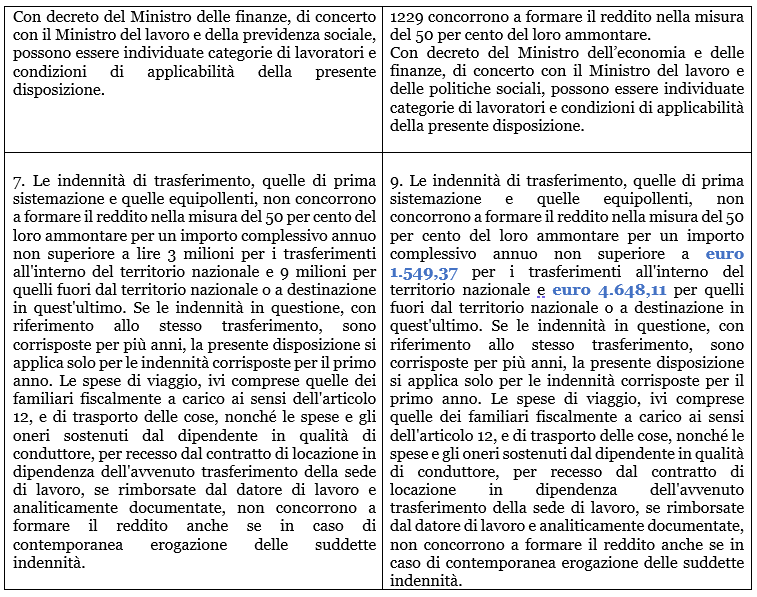 Con decreto del Ministro delle finanze, di concerto
con il Ministro del lavoro e della previdenza sociale,
possono essere individuate categorie di lavoratori e
condizioni di applicabilità della presente
disposizione.
1229 concorrono a formare il reddito nella misura
del 50 per cento del loro ammontare.
Con decreto del Ministro dell'economia e delle
finanze, di concerto con il Ministro del lavoro e
delle politiche sociali, possono essere individuate
categorie di lavoratori e condizioni di applicabilità
della presente disposizione.
7. Le indennità di trasferimento, quelle di prima
sistemazione e quelle equipollenti, non concorrono
a formare il reddito nella misura del 50 per cento del
loro ammontare per un importo complessivo annuo
non superiore a lire 3 milioni per i trasferimenti
all'interno del territorio nazionale e 9 milioni per
quelli fuori dal territorio nazionale o a destinazione
in quest'ultimo. Se le indennità in questione, con
riferimento allo stesso trasferimento, sono
corrisposte per più anni, la presente disposizione si
applica solo per le indennità corrisposte per il primo
anno. Le spese di viaggio, ivi comprese quelle dei
familiari fiscalmente a carico ai sensi dell'articolo
12, e di trasporto delle cose, nonché le spese e gli
oneri sostenuti dal dipendente in qualità di
conduttore, per recesso dal contratto di locazione in
dipendenza dell'avvenuto trasferimento della sede
di lavoro, se rimborsate dal datore di lavoro e
analiticamente documentate, non concorrono a
formare il reddito anche se in caso di
contemporanea erogazione delle suddette
indennità.
9. Le indennità di trasferimento, quelle di prima
sistemazione e quelle equipollenti, non
concorrono a formare il reddito nella misura del 50
per cento del loro ammontare per un importo
complessivo annuo non superiore a euro
1.549,37 per i trasferimenti all'interno del
territorio nazionale e euro 4.648,11 per quelli
fuori dal territorio nazionale o a destinazione in
quest'ultimo. Se le indennità in questione, con
riferimento allo stesso trasferimento, sono
corrisposte per più anni, la presente disposizione
si applica solo per le indennità corrisposte per il
primo anno. Le spese di viaggio, ivi comprese
quelle dei familiari fiscalmente a carico ai sensi
dell'articolo 12, e di trasporto delle cose, nonché le
spese e gli oneri sostenuti dal dipendente in qualità
di conduttore, per recesso dal contratto di
locazione in dipendenza dell'avvenuto
trasferimento della sede di lavoro, se rimborsate
dal datore di lavoro e analiticamente documentate,
non concorrono a formare il reddito anche se in
caso di contemporanea erogazione delle suddette
indennità.